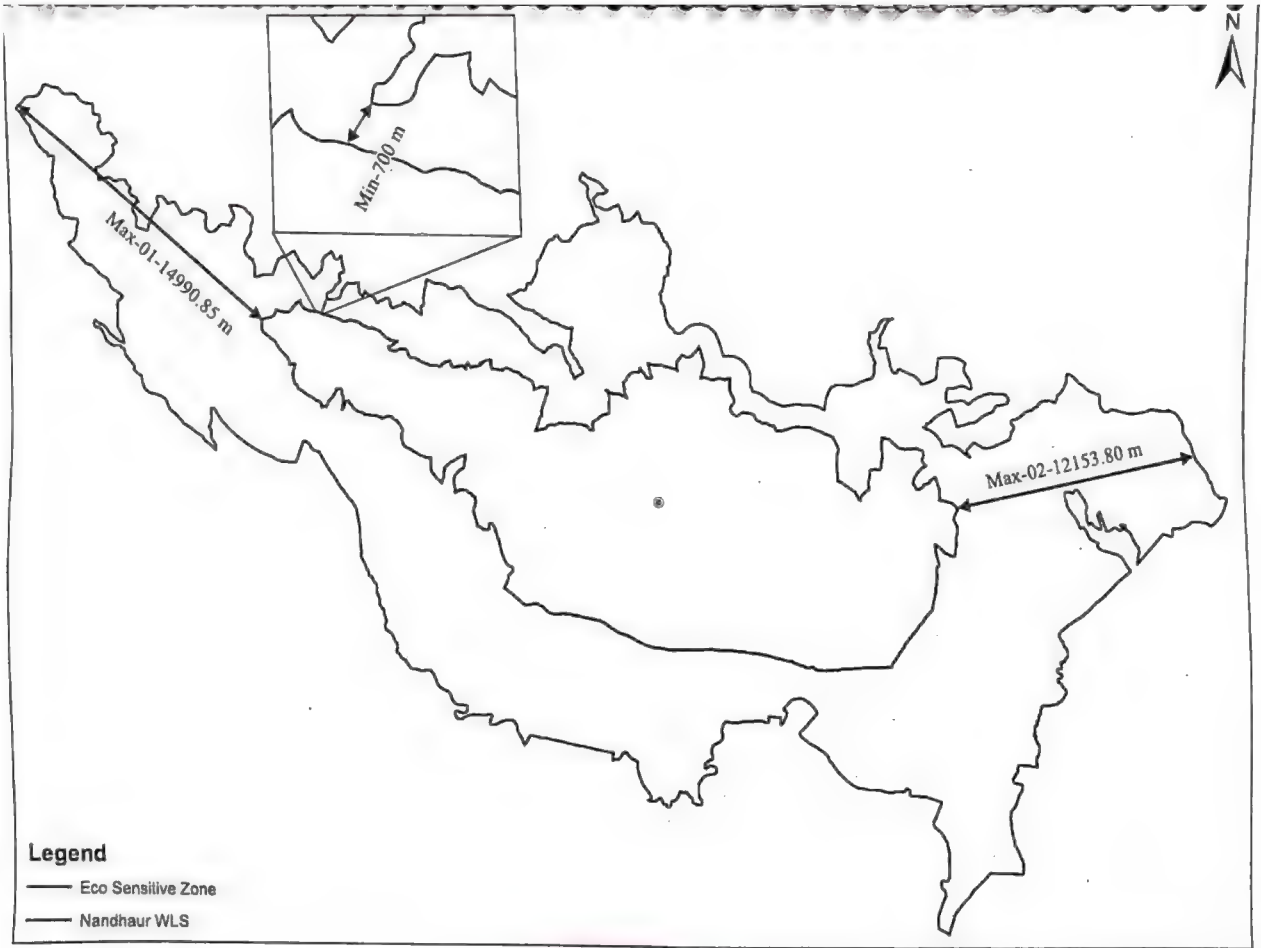 N
Min-700 m
Max-01-14990.85 m
Max-02-12153.80 m
Legend
Eco Sensitive Zone
Nandhaur WLS